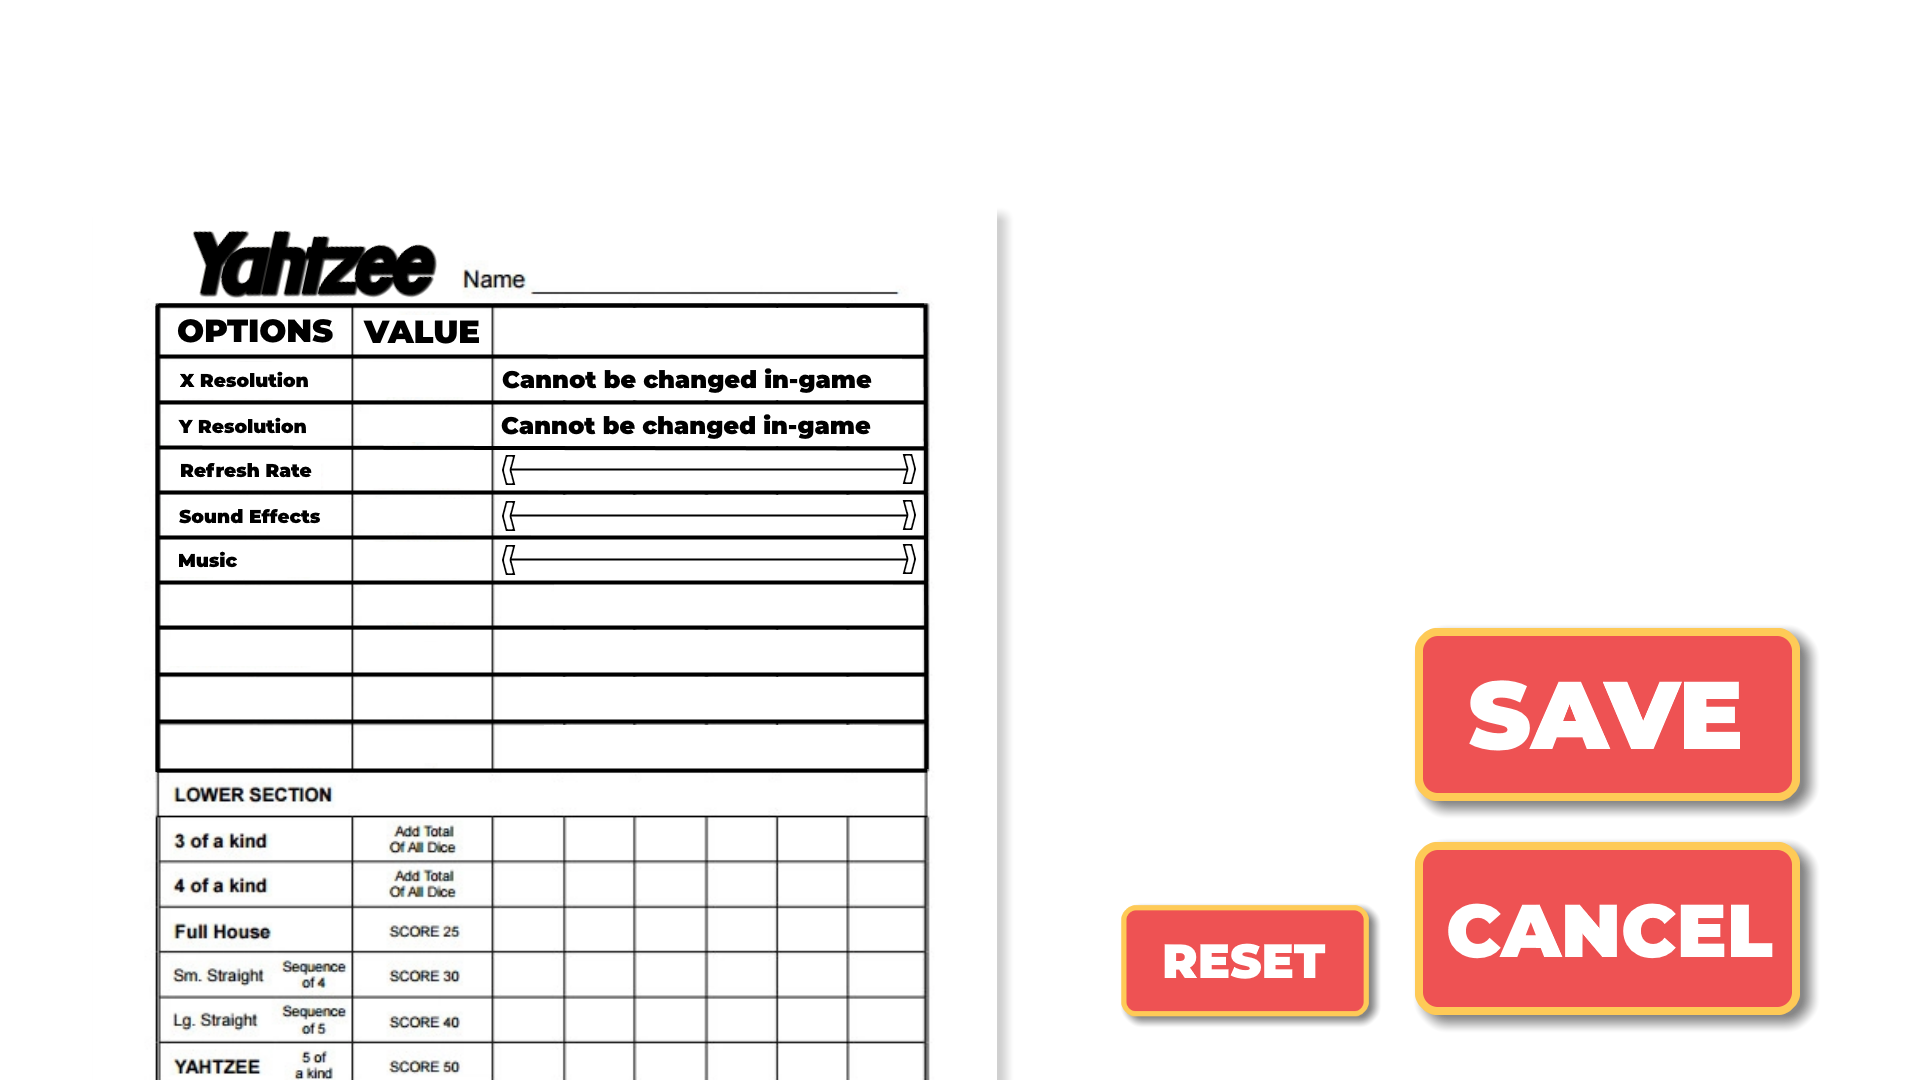 Yahtzee Name
OPTIONS VALUE
X Resolution Cannot be changed in-game
Y Resolution Cannot be changed in-game
Refresh Rate
Sound Effects
Music
LOWER SECTION
3 of a kind Add Total Of All Dice
4 of a kind Add Total Of All Dice
Full House SCORE 25
Sm. Straight Sequence of 4 SCORE 30
Lg. Straight Sequence of 5 SCORE 40
YAHTZEE 5 of a kind SCORE 50
SAVE
CANCEL
RESET